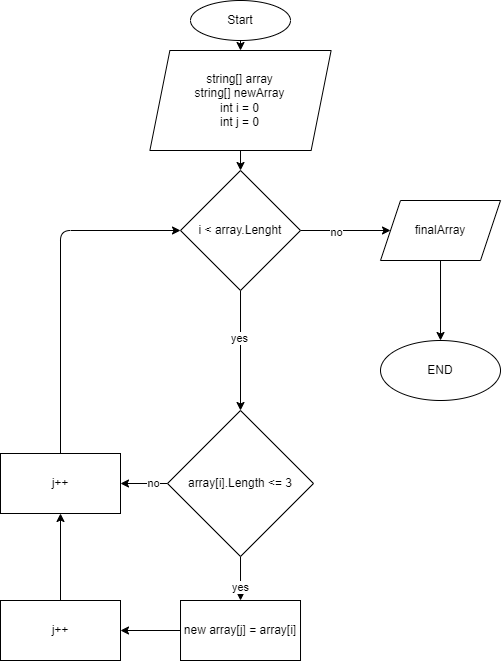 Start
string[] array
string[] newArray
int i = 0
int j = 0
i < array.Lenght
no
finalArray
yes
END
array[i].Length <= 3
no
j++
yes
new array[j] = array[i]
j++